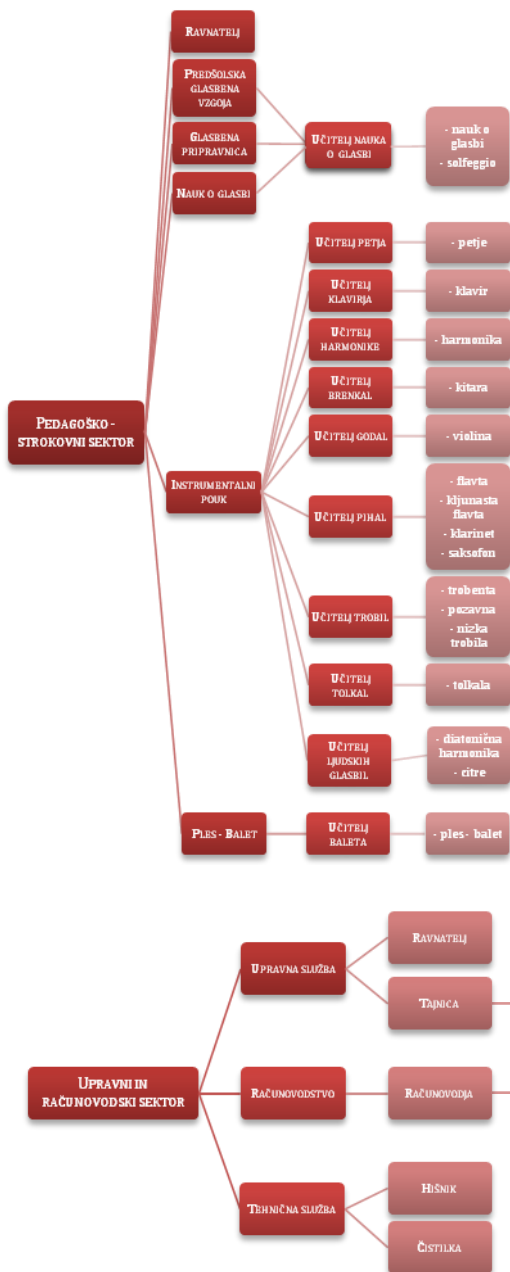 RAVNATELJ
PREDŠOLSKA
GLASBENA
VZGOJA
GLASBENA
PRIPRAVNICA
NAUK O GLASBI
UČITELJ NAUKA
O GLASBI
- nauk o
glasbi
- solfeggio
UČITELJ PETJA
- petje
UČITELJ
KLAVIRJA
- klavir
UČITELJ
HARMONIKE
- harmonika
UČITELJ
BRENKAL
- kitara
UČITELJ GODAL
- violina
PEDAGOŠKO -
STROKOVNI SEKTOR
INSTRUMENTALNI
POUK
UČITELJ PIHAL
- flavta
- kljunasta
flavta
- klarinet
- saksofon
UČITELJ TROBIL
- trobenta
- pozavna
- nizka
trobila
UČITELJ
TOLKAL
- tolkala
UČITELJ
LJUDSKIH
GLASBIL
- diatonična
harmonika
- citre
PLES - BALET
UČITELJ
BALETA
- ples - balet
UPRAVNI IN
RAČUNOVODSKI SEKTOR
UPRAVNA SLUŽBA
RAVNATELJ
TAJNICA
RAČUNOVODSTVO
RAČUNOVODJA
TEHNIČNA SLUŽBA
HIŠNIK
ČISTILKA